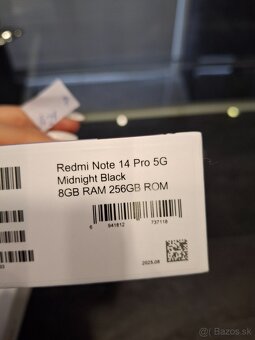 Redmi Note 14 Pro 5G
Midnight Black
8GB RAM 256GB ROM
6 941812 737118
2025.08
© Bazos.sk